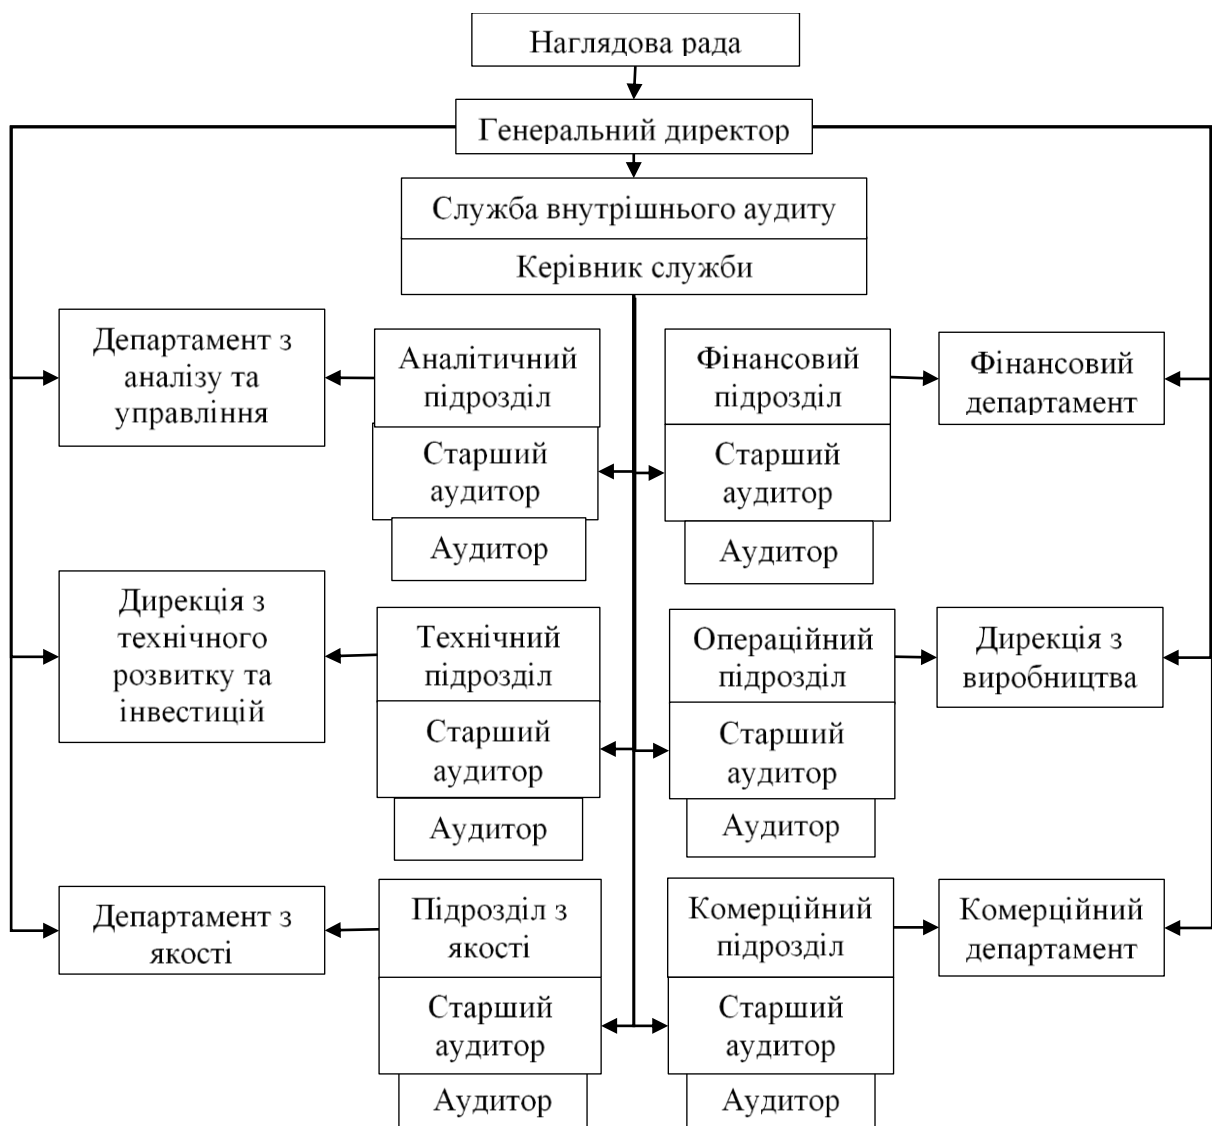 Наглядова рада
Генеральний директор
Служба внутрішнього аудиту
Керівник служби
Департамент з
аналізу та
управління
Аналітичний
підрозділ
Старший
аудитор
Аудитор
Фінансовий
підрозділ
Старший
аудитор
Аудитор
Фінансовий
департамент
Дирекція з
технічного
розвитку та
інвестицій
Технічний
підрозділ
Старший
аудитор
Аудитор
Операційний
підрозділ
Старший
аудитор
Аудитор
Дирекція з
виробництва
Департамент з
якості
Підрозділ з
якості
Старший
аудитор
Аудитор
Комерційний
підрозділ
Старший
аудитор
Аудитор
Комерційний
департамент